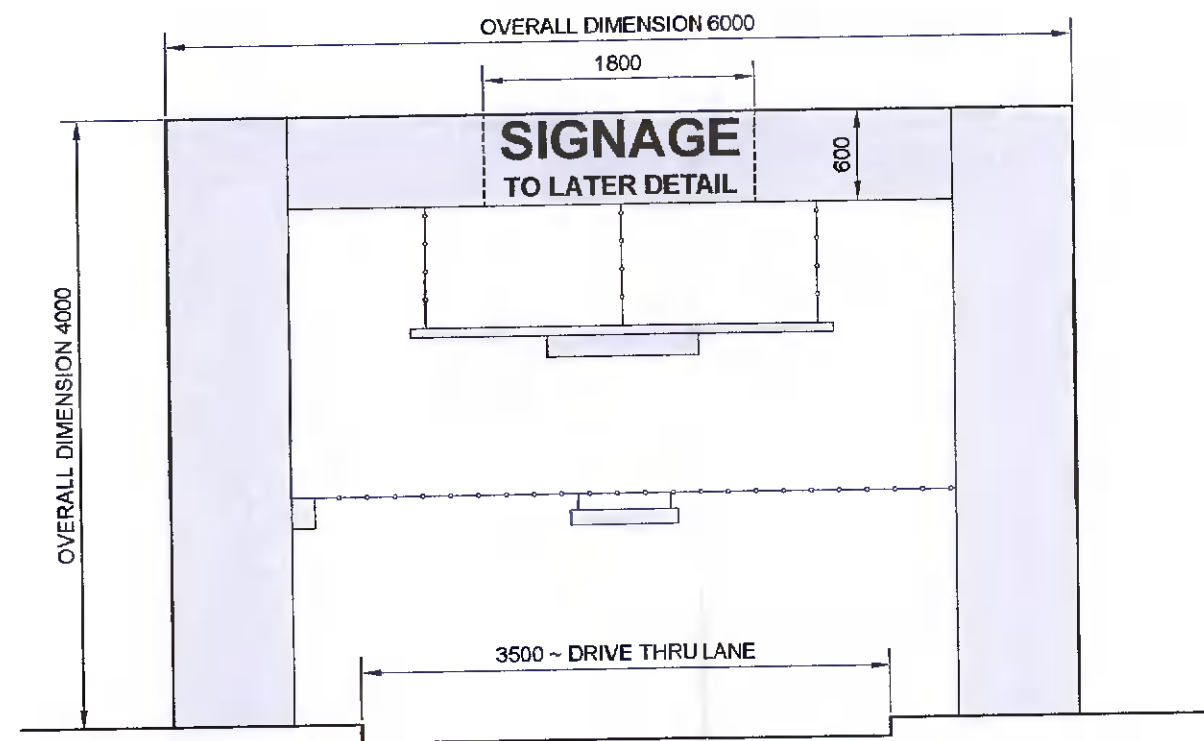 OVERALL DIMENSION 6000
1800
SIGNAGE
TO LATER DETAIL
600
OVERALL DIMENSION 4000
3500 ~ DRIVE THRU LANE